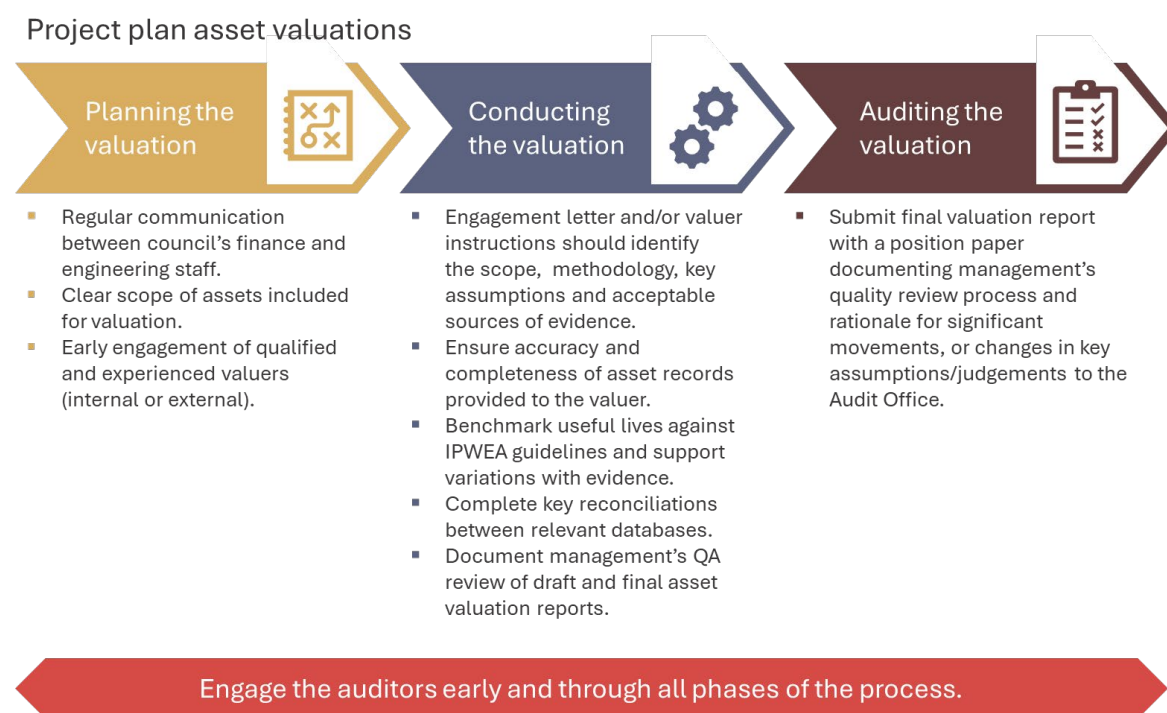 Project plan asset valuations
Planning the
valuation
Conducting
the valuation
Auditing the
valuation
▪ Regular communication
between council’s finance and
engineering staff.
▪ Clear scope of assets included
for valuation.
▪ Early engagement of qualified
and experienced valuers
(internal or external).
▪ Engagement letter and/or valuer
instructions should identify
the scope, methodology, key
assumptions and acceptable
sources of evidence.
▪ Ensure accuracy and
completeness of asset records
provided to the valuer.
▪ Benchmark useful lives against
IPWEA guidelines and support
variations with evidence.
▪ Complete key reconciliations
between relevant databases.
▪ Document management’s QA
review of draft and final asset
valuation reports.
▪ Submit final valuation report
with a position paper
documenting management’s
quality review process and
rationale for significant
movements, or changes in key
assumptions/judgements to the
Audit Office.
Engage the auditors early and through all phases of the process.